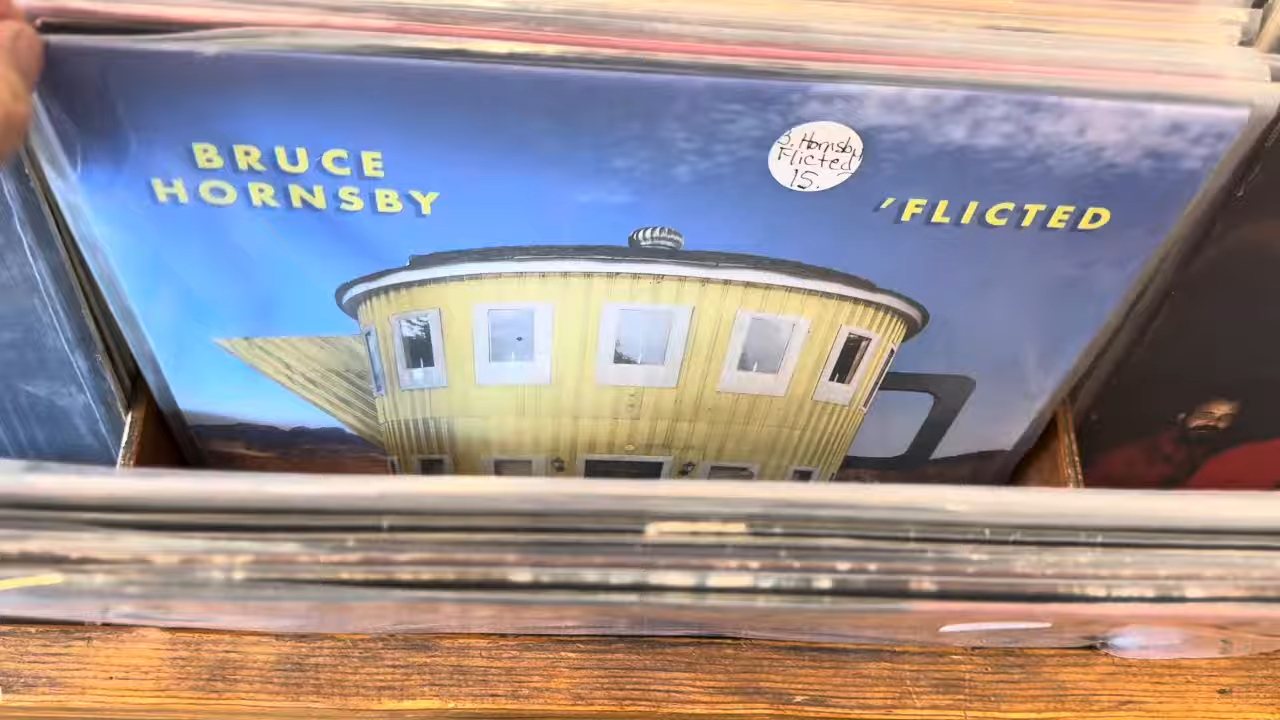 BRUCE
HORNSBY
B. Hornsby
Flicted
15.
'FLICTED